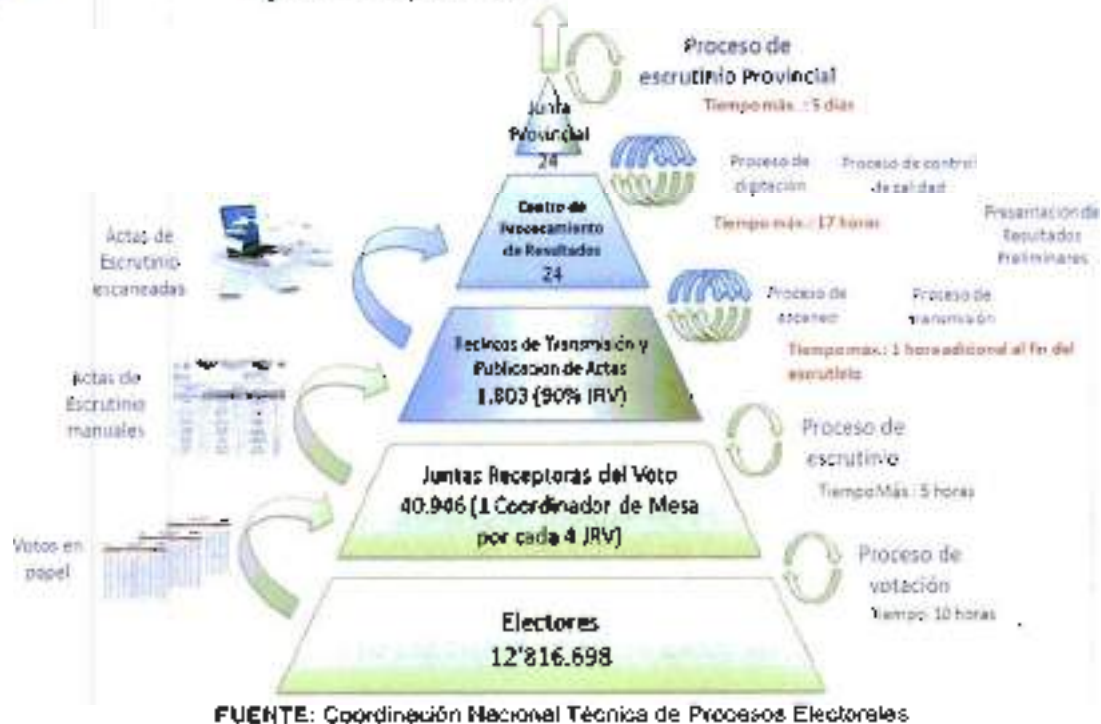 Proceso de
escrutinio Provincial
Tiempo máx.: 5 días
Junta
Provincial
24
Proceso de
digitación
Proceso de control
de calidad
Tiempo máx.: 17 horas
Presentación de
Resultados
Preliminares
Centro de
Procesamiento
de Resultados
24
Actas de
Escrutinio
escaneadas
Proceso de
escaneo
Proceso de
transmisión
Tiempo máx.: 1 hora adicional al fin del
escrutinio
Recintos de Transmisión y
Publicación de Actas
1.803 (90% JRV)
Actas de
Escrutinio
manuales
Proceso de
escrutinio
Tiempo Máx: 5 horas
Juntas Receptoras del Voto
40.946 (1 Coordinador de Mesa
por cada 4 JRV)
Votos en
papel
Proceso de
votación
Tiempo: 10 horas
Electores
12'816.698
FUENTE: Coordinación Nacional Técnica de Procesos Electorales